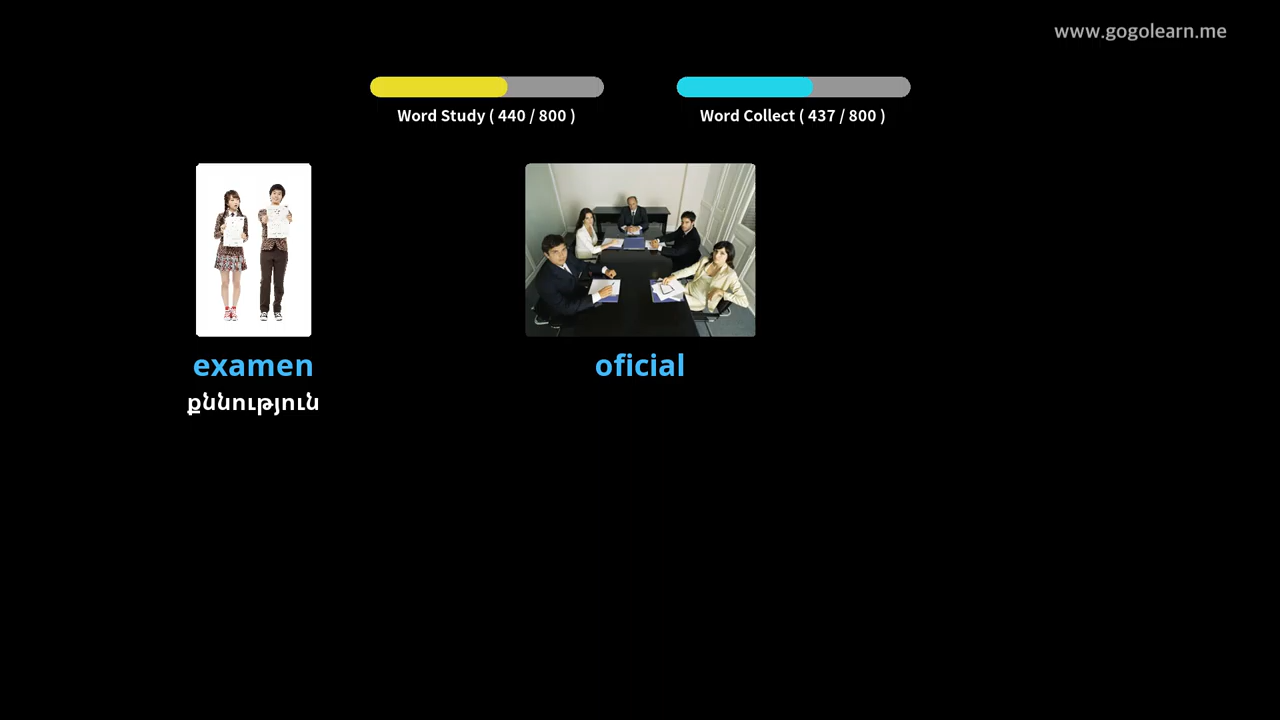 www.gogolearn.me
Word Study ( 440 / 800 )
Word Collect ( 437 / 800 )
examen
քննություն
oficial